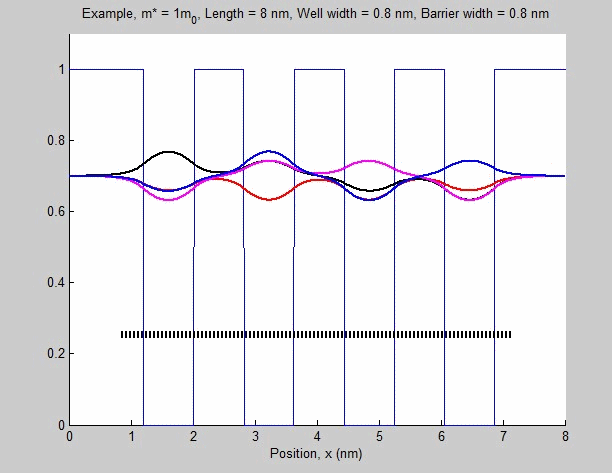 Example, m* = 1m0, Length = 8 nm, Well width = 0.8 nm, Barrier width = 0.8 nm
1
0.8
0.6
0.4
0.2
0
0 1 2 3 4 5 6 7 8
Position, x (nm)